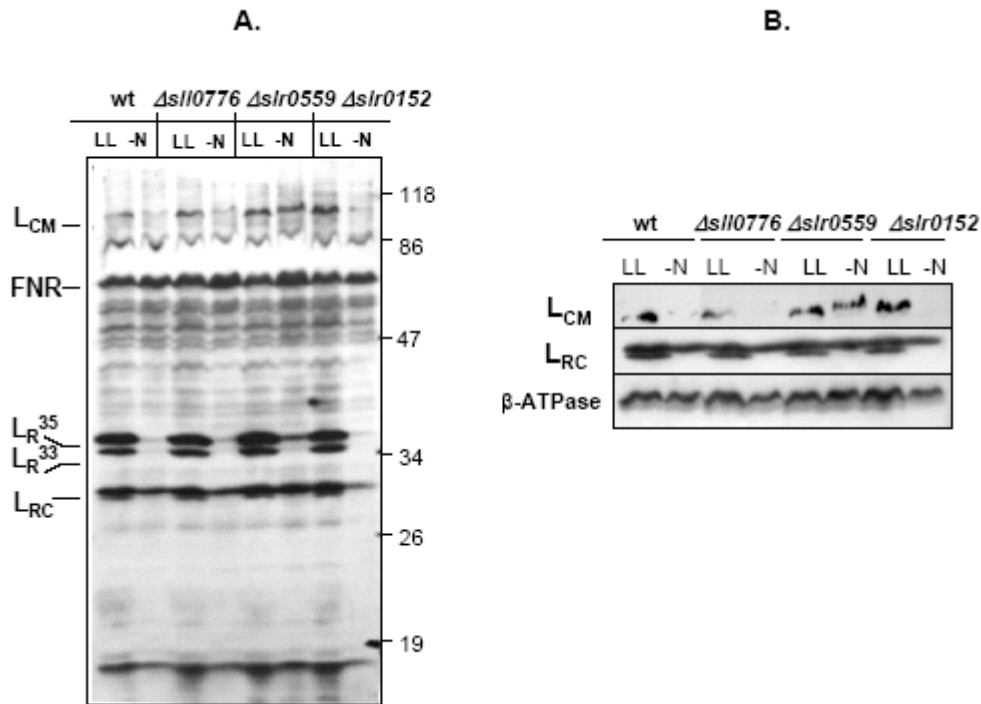 A.
wt Δsll0776 Δslr0559 Δslr0152
LL -N LL -N LL -N LL -N
118
LCM
86
FNR
47
LR35
34
LR33
LRC
26
19
B.
wt Δsll0776 Δslr0559 Δslr0152
LL -N LL -N LL -N LL -N
LCM
LRC
β-ATPase